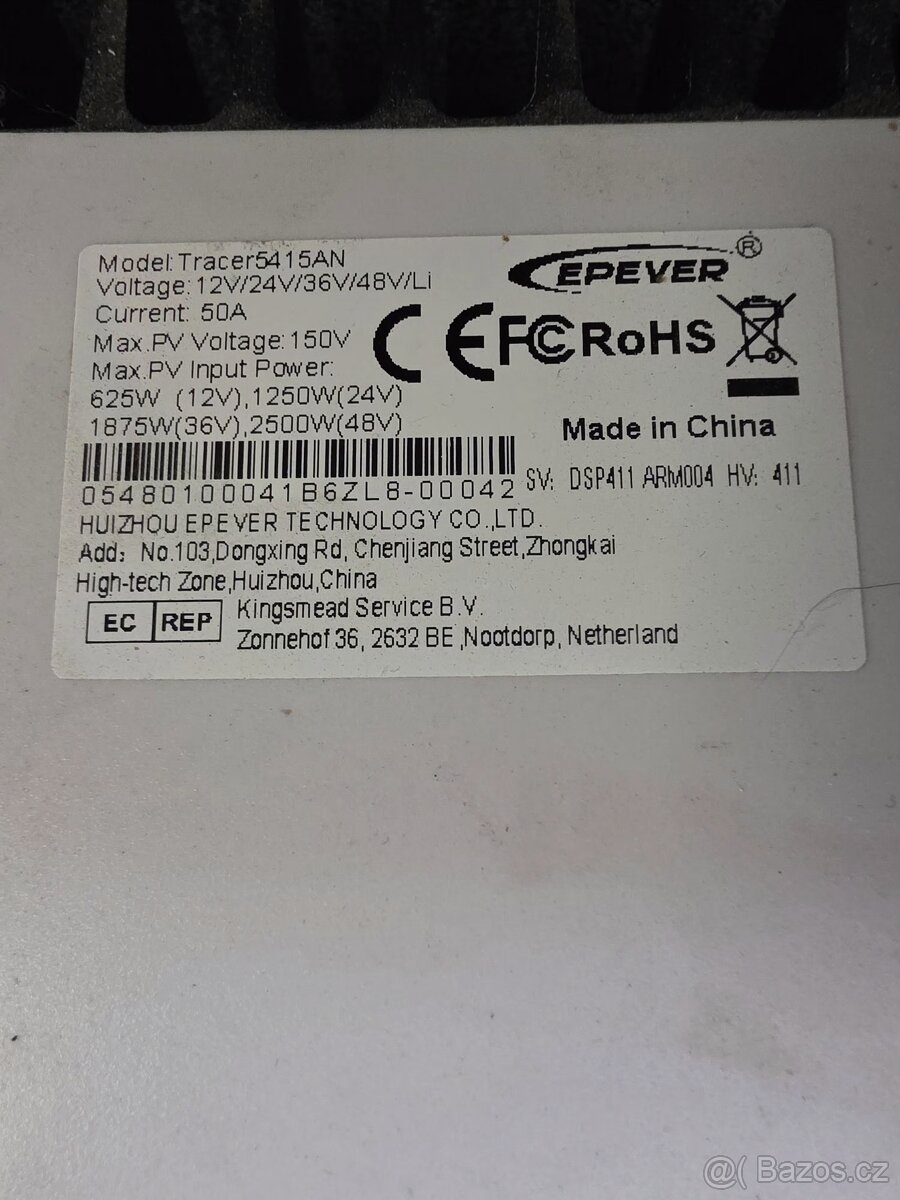 Model:Tracer5415AN
Voltage:12V/24V/36V/48V/Li
Current: 50A
Max.PV Voltage:150V
Max.PV Input Power:
625W (12V),1250W(24V)
1875W(36V),2500W(48V)
EPEVER®
CE FC RoHS
Made in China
05480100041B6ZL8-00042
SV: DSP411 ARM004 HV: 411
HUIZHOU EPEVER TECHNOLOGY CO.,LTD.
Add: No.103,Dongxing Rd, Chenjiang Street,Zhongkai
High-tech Zone,Huizhou,China
EC REP
Kingsmead Service B.V.
Zonnehof 36, 2632 BE ,Nootdorp, Netherland
@( Bazos.cz